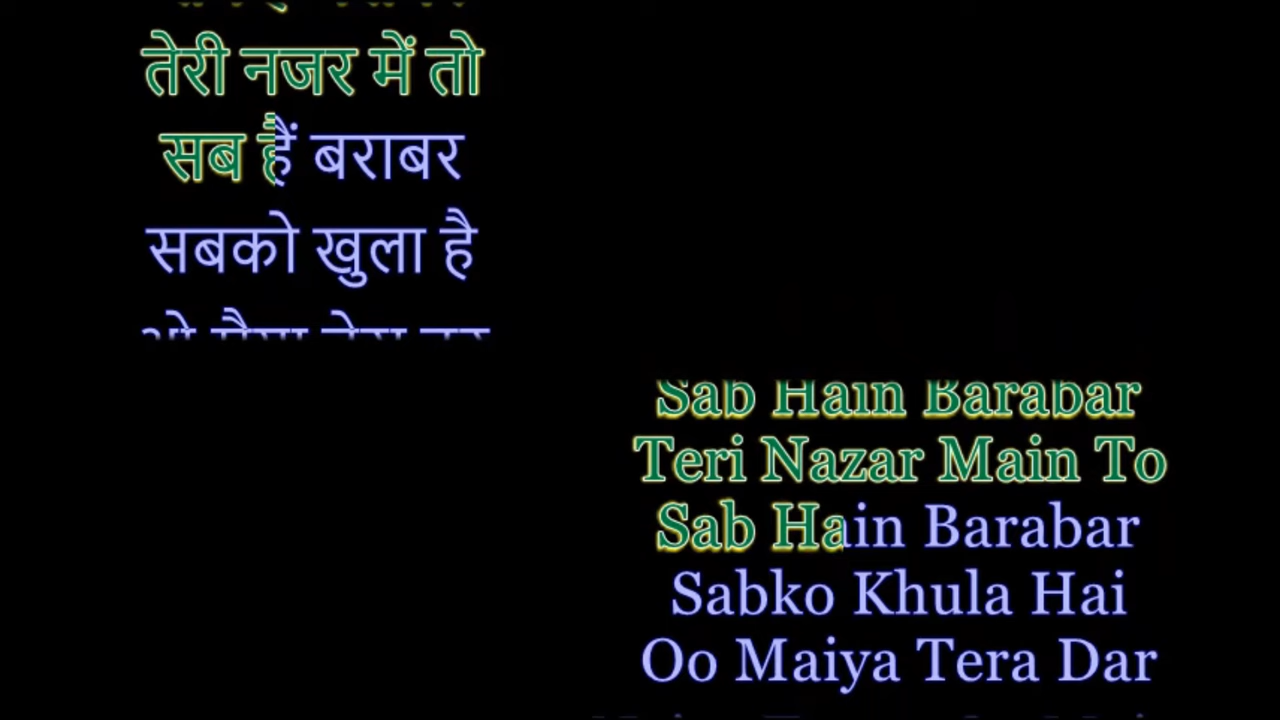 तेरी नजर में तो
सब हैं बराबर
सबको खुला है
Sab Hain Barabar
Teri Nazar Main To
Sab Hain Barabar
Sabko Khula Hai
Oo Maiya Tera Dar